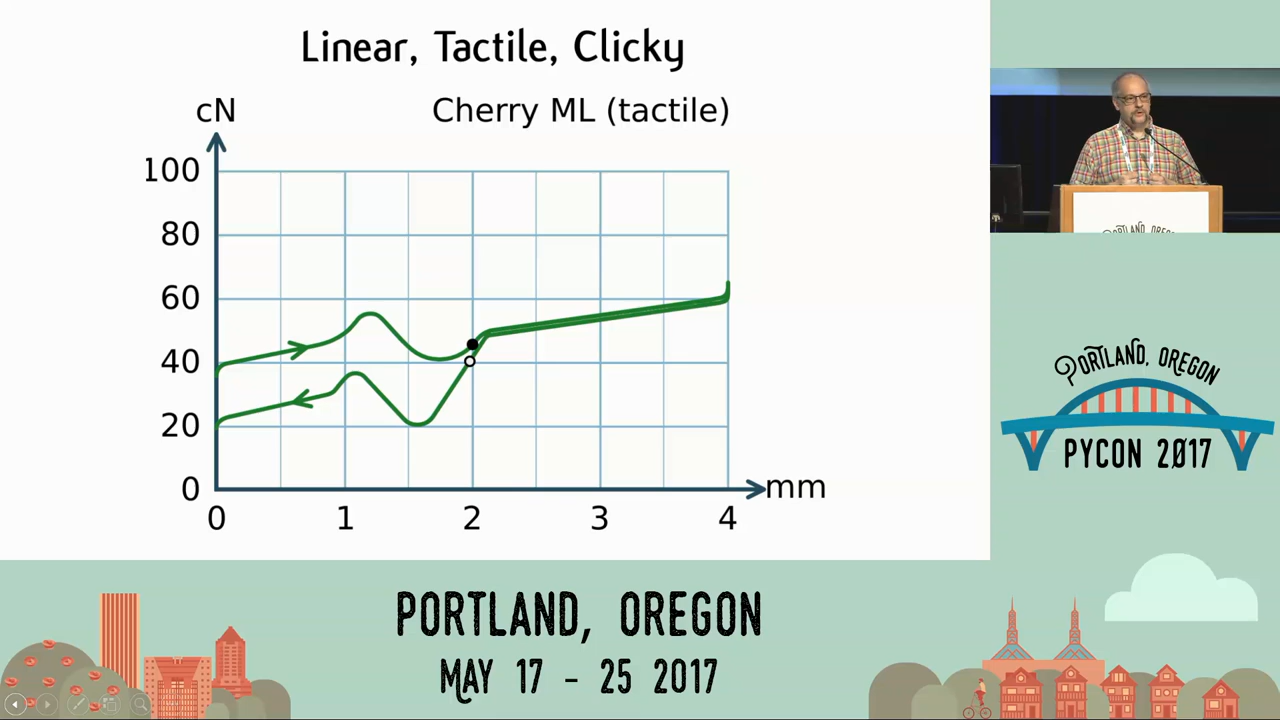 Linear, Tactile, Clicky
cN
Cherry ML (tactile)
100
80
60
40
20
0
mm
0 1 2 3 4
PORTLAND, OREGON
PYCON 2017
PORTLAND, OREGON
MAY 17 - 25 2017